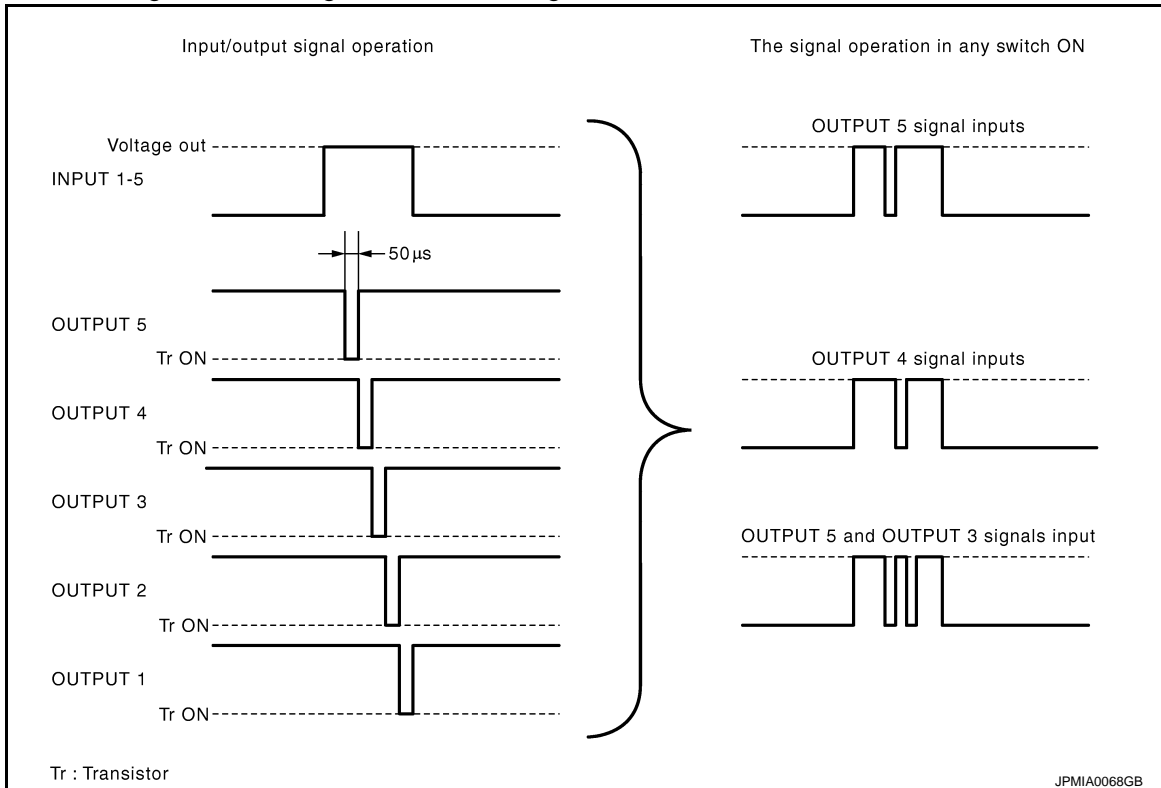 Input/output signal operation
The signal operation in any switch ON
Voltage out
INPUT 1-5
50 µs
OUTPUT 5
Tr ON
OUTPUT 4
Tr ON
OUTPUT 3
Tr ON
OUTPUT 2
Tr ON
OUTPUT 1
Tr ON
OUTPUT 5 signal inputs
OUTPUT 4 signal inputs
OUTPUT 5 and OUTPUT 3 signals input
Tr : Transistor
JPMIA0068GB